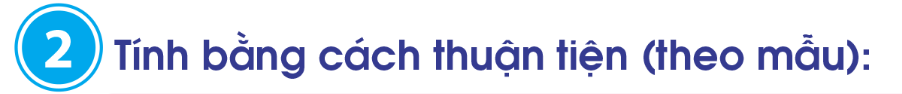 2 Tính bằng cách thuận tiện (theo mẫu):